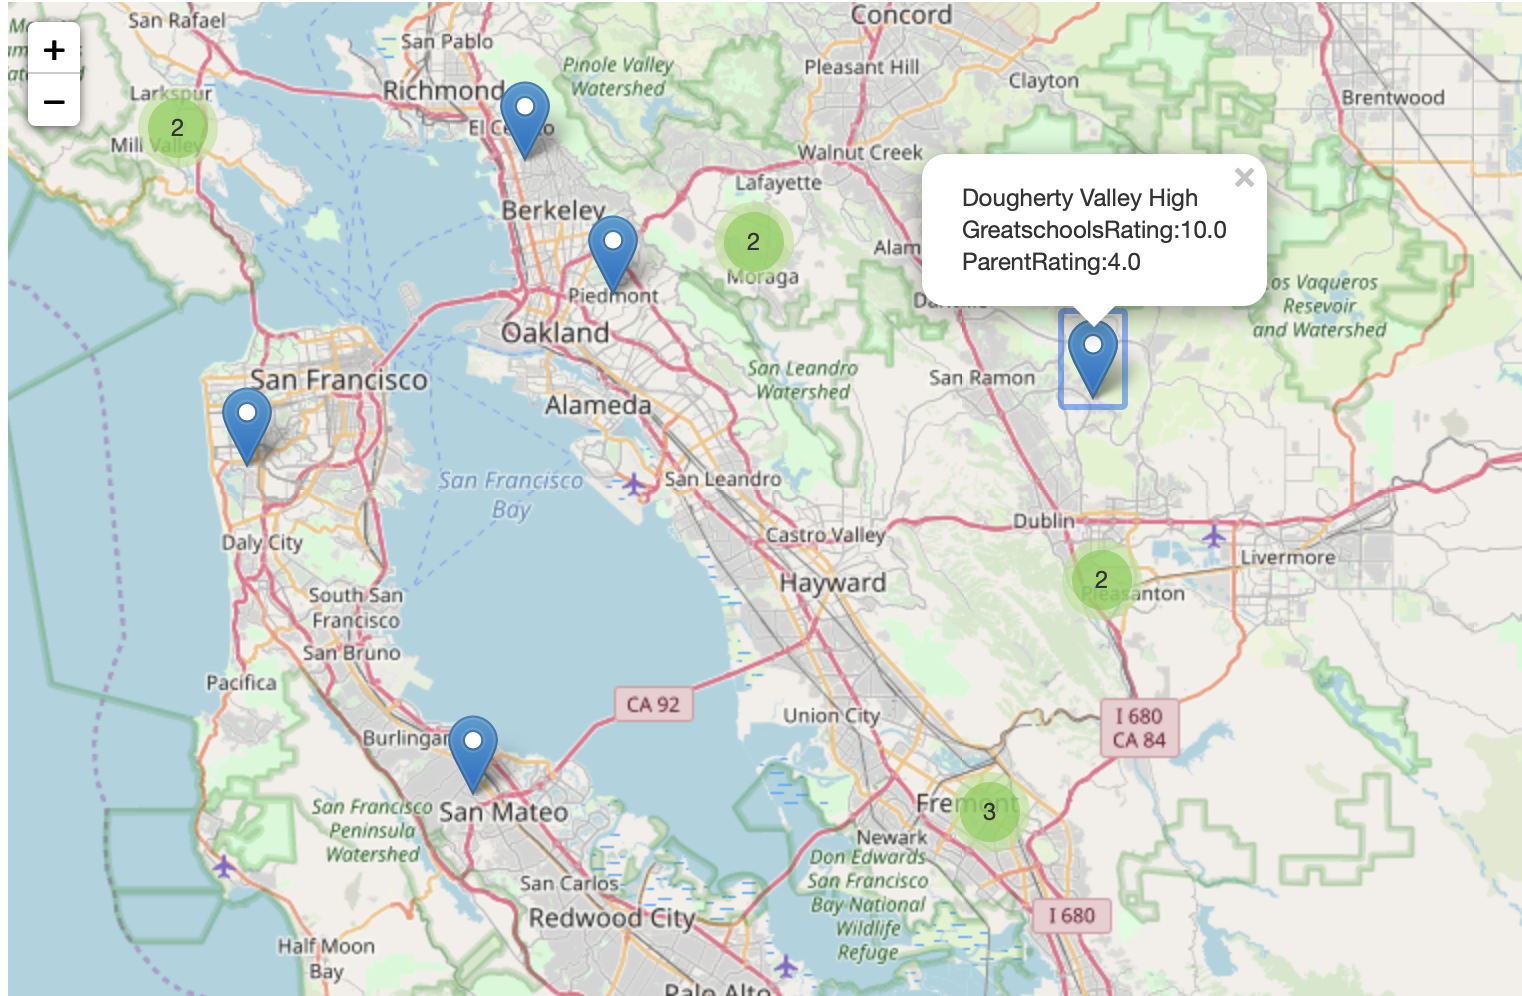 San Rafael
Concord
San Pablo
+
Pinole Valley
Watershed
Pleasant Hill
Clayton
Richmond
Larkspur
Brentwood
−
2
Mill Valley
Walnut Creek
Lafayette
×
Dougherty Valley High
GreatschoolsRating:10.0
ParentRating:4.0
Berkeley
2
Moraga
Piedmont
Los Vaqueros
Resevoir
and Watershed
Oakland
San Francisco
San Leandro
Watershed
San Ramon
Alameda
San Francisco
Bay
San Leandro
Dublin
Castro Valley
Daly City
Livermore
Hayward
2
Pleasanton
South San
Francisco
San Bruno
Pacifica
CA 92
Union City
I 680
CA 84
San Francisco
Peninsula
Watershed
San Mateo
Fremont
3
Newark
Don Edwards
San Francisco
Bay National
Wildlife
Refuge
San Carlos
Redwood City
I 680
Half Moon
Bay
Palo Alto